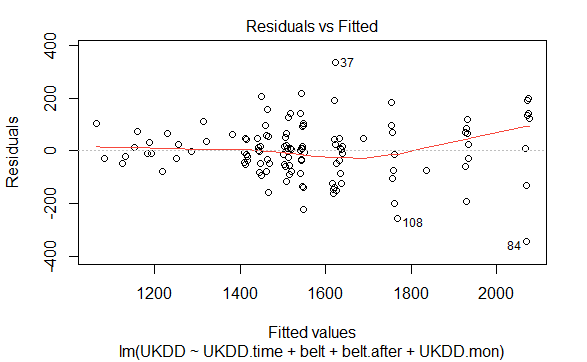 Residuals vs Fitted
Residuals
400
200
0
-200
-400
37
108
84
1200 1400 1600 1800 2000
Fitted values
lm(UKDD ~ UKDD.time + belt + belt.after + UKDD.mon)